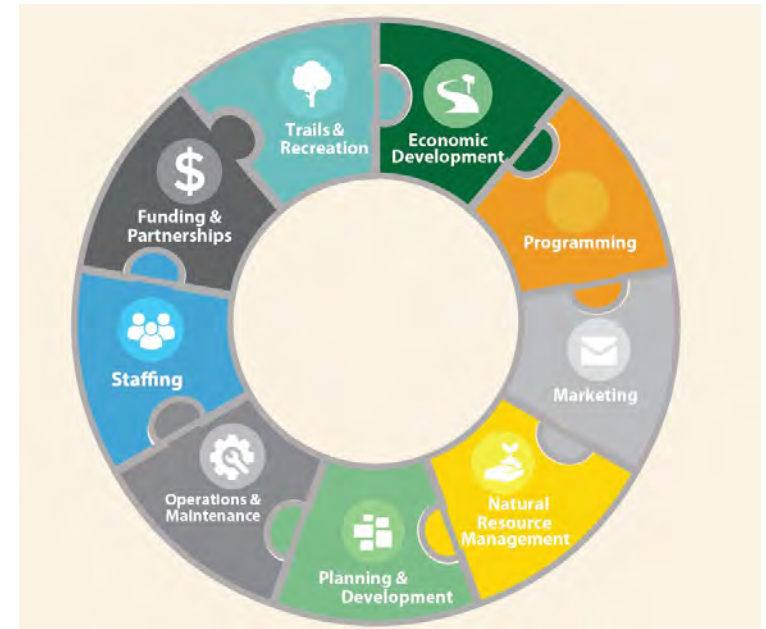 Trails &
Recreation
Economic
Development
Programming
Marketing
Natural
Resource
Management
Planning &
Development
Operations &
Maintenance
Staffing
$
Funding &
Partnerships